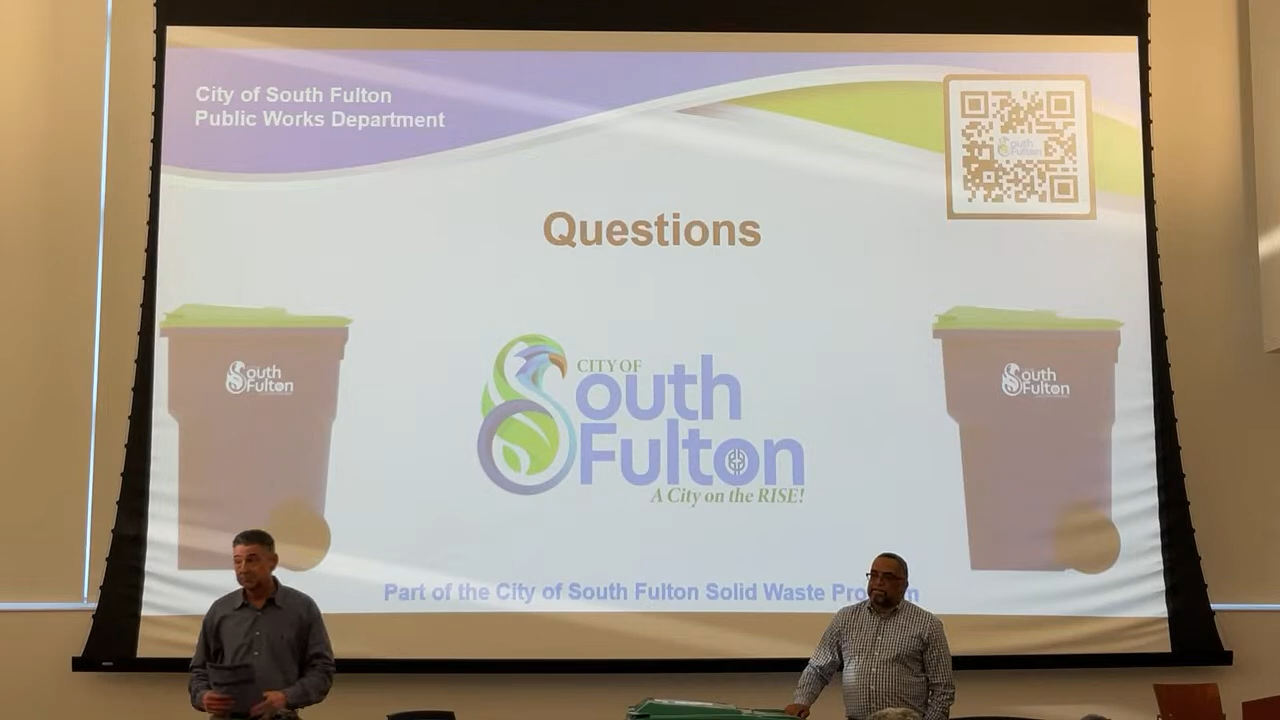 City of South Fulton
Public Works Department
South
Fulton
Questions
South
Fulton
South
Fulton
CITY OF
South
Fulton
A City on the RISE!
Part of the City of South Fulton Solid Waste